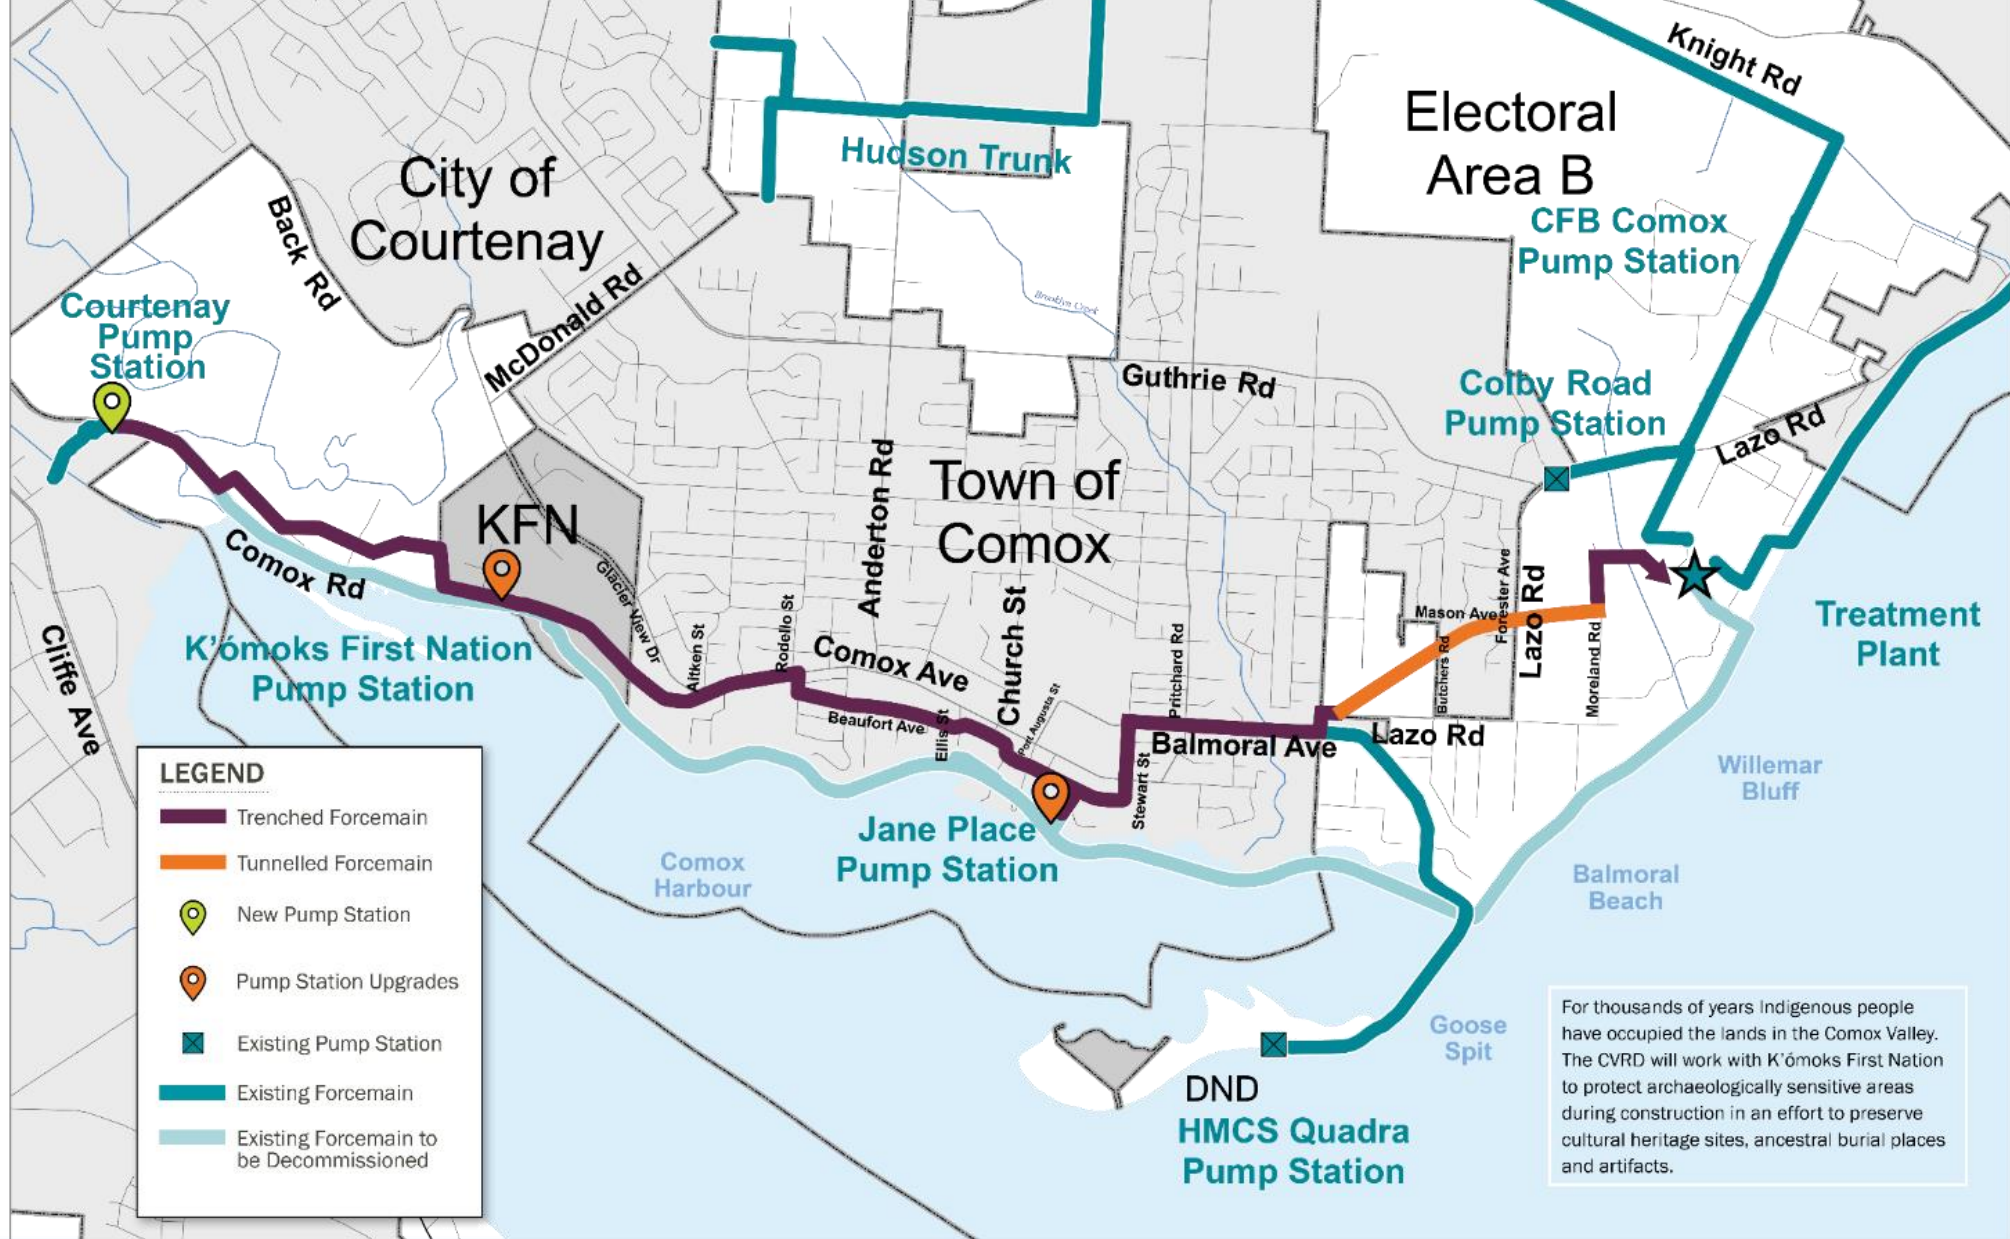 Knight Rd
Electoral
Area B
City of
Courtenay
Hudson Trunk
Back Rd
CFB Comox
Pump Station
McDonald Rd
Brooklyn Creek
Courtenay
Pump
Station
Guthrie Rd
Colby Road
Pump Station
Lazo Rd
Anderton Rd
Town of
Comox
KFN
Comox Rd
Glacier View Dr
Forester Ave
Lazo Rd
Mason Ave
Butchers Rd
Moreland Rd
Treatment
Plant
Cliffe Ave
K'ómoks First Nation
Pump Station
Aitken St
Rodello St
Comox Ave
Church St
Port Augusta St
Pritchard Rd
Beaufort Ave
Ellis St
Balmoral Ave
Lazo Rd
Stewart St
Willemar
Bluff
Jane Place
Pump Station
Comox
Harbour
Balmoral
Beach
Goose
Spit
DND
HMCS Quadra
Pump Station
LEGEND
Trenched Forcemain
Tunnelled Forcemain
New Pump Station
Pump Station Upgrades
Existing Pump Station
Existing Forcemain
Existing Forcemain to
be Decommissioned
For thousands of years Indigenous people
have occupied the lands in the Comox Valley.
The CVRD will work with K'ómoks First Nation
to protect archaeologically sensitive areas
during construction in an effort to preserve
cultural heritage sites, ancestral burial places
and artifacts.